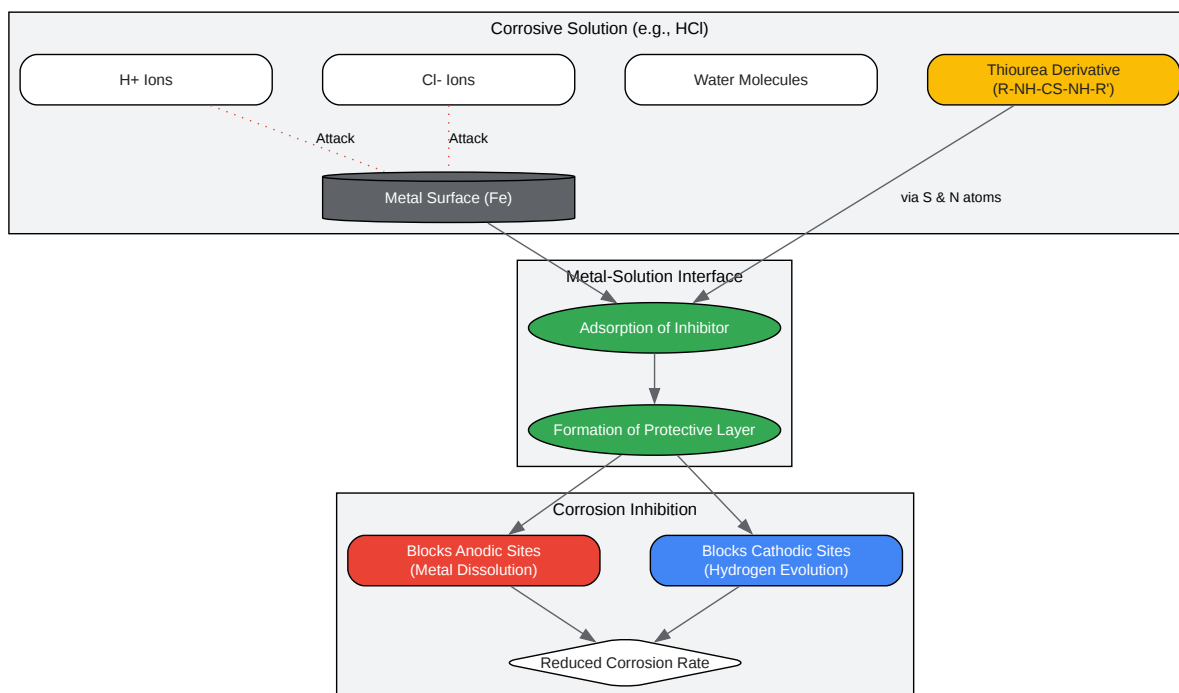 Corrosive Solution (e.g., HCl)
H+ Ions
Cl- Ions
Water Molecules
Thiourea Derivative
(R-NH-CS-NH-R')
Attack
Attack
Metal Surface (Fe)
via S & N atoms
Metal-Solution Interface
Adsorption of Inhibitor
Formation of Protective Layer
Corrosion Inhibition
Blocks Anodic Sites
(Metal Dissolution)
Blocks Cathodic Sites
(Hydrogen Evolution)
Reduced Corrosion Rate